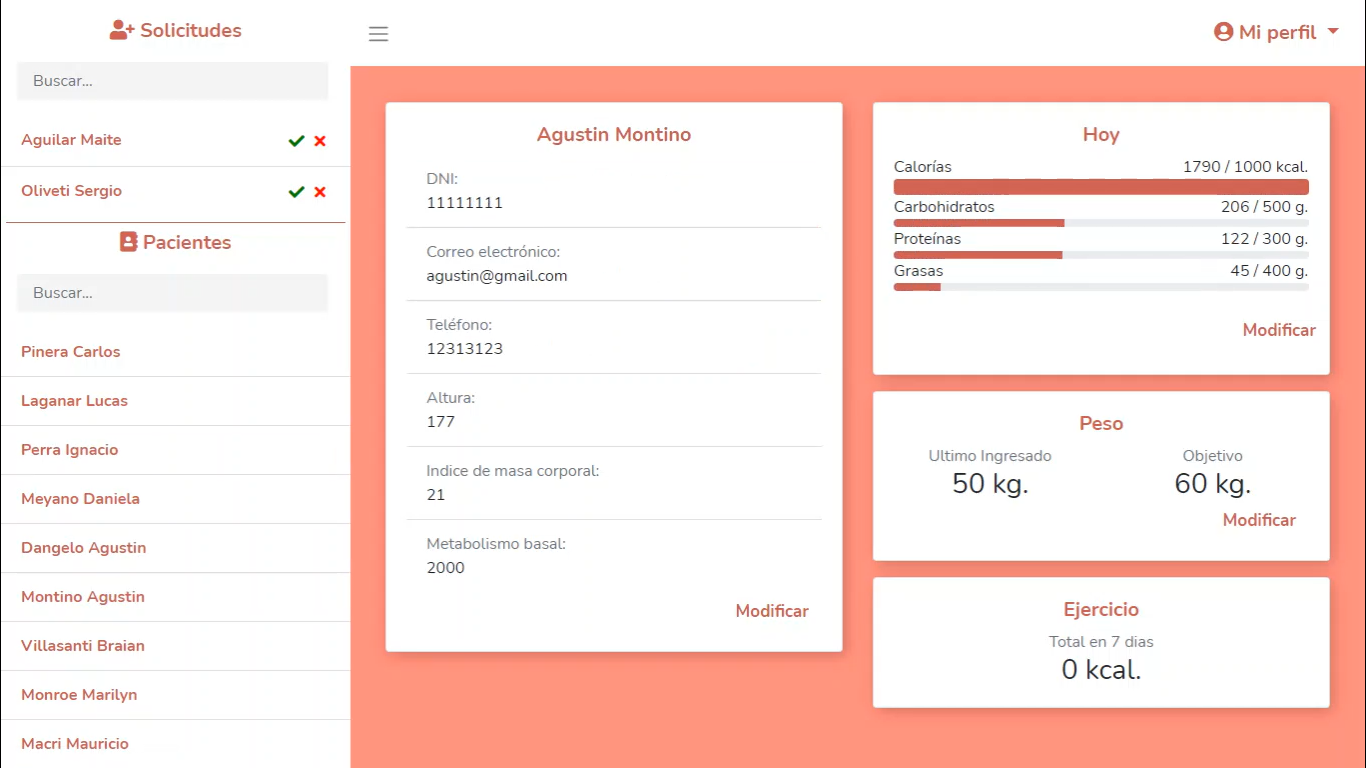 Solicitudes
Buscar...
Aguilar Maite
Oliveti Sergio
Pacientes
Buscar...
Pinera Carlos
Laganar Lucas
Perra Ignacio
Meyano Daniela
Dangelo Agustin
Montino Agustin
Villasanti Braian
Monroe Marilyn
Macri Mauricio
Mi perfil
Agustin Montino
DNI:
11111111
Correo electrónico:
agustin@gmail.com
Teléfono:
12313123
Altura:
177
Indice de masa corporal:
21
Metabolismo basal:
2000
Modificar
Hoy
Calorías 1790 / 1000 kcal.
Carbohidratos 206 / 500 g.
Proteínas 122 / 300 g.
Grasas 45 / 400 g.
Modificar
Peso
Ultimo Ingresado Objetivo
50 kg. 60 kg.
Modificar
Ejercicio
Total en 7 dias
0 kcal.